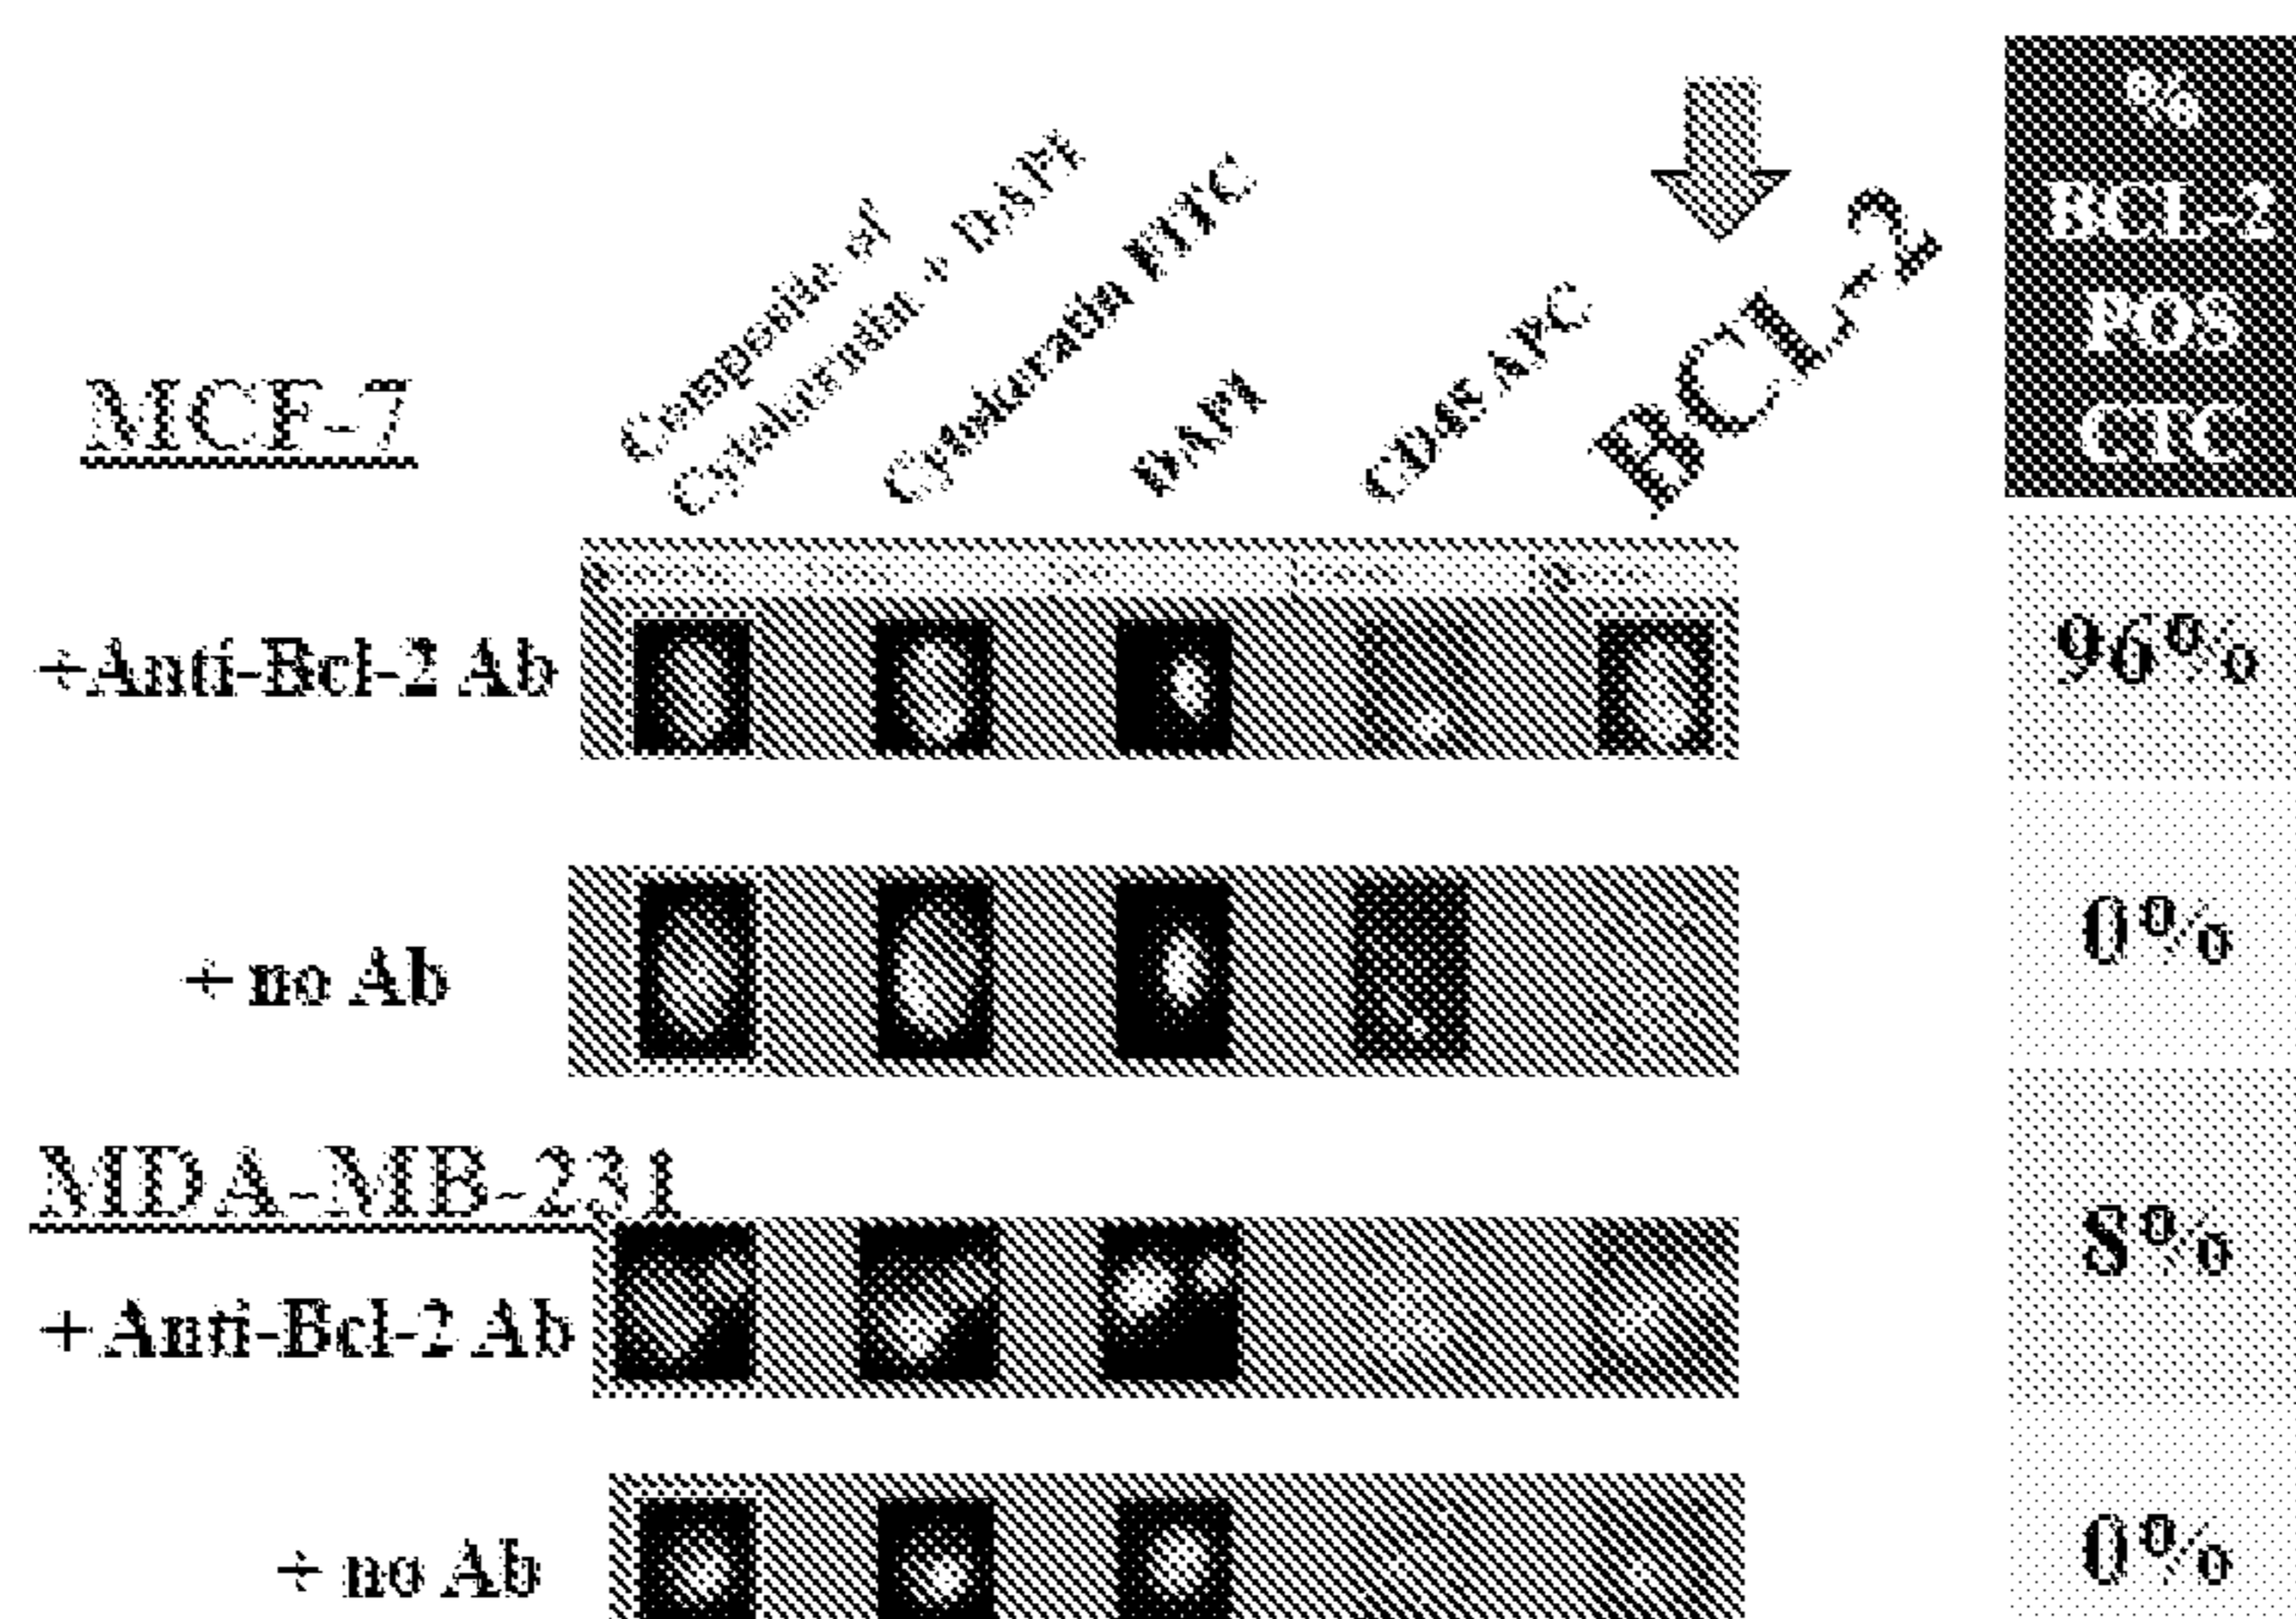 Composite of
Cytokeratin + DAPI
Cytokeratin FITC
DAPI
CD45 APC
BCL-2
%
BCL-2
POS
CTC
MCF-7
+Anti-Bcl-2 Ab
96%
+ no Ab
0%
MDA-MB-231
+ Anti-Bcl-2 Ab
8%
+ no Ab
0%